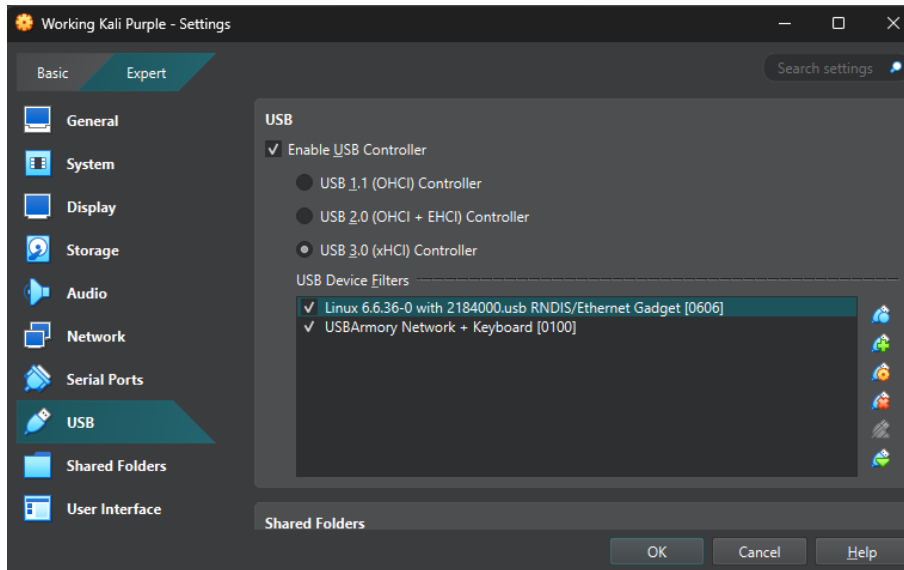 Working Kali Purple - Settings
Basic
Expert
Search settings
General
System
Display
Storage
Audio
Network
Serial Ports
USB
Shared Folders
User Interface
USB
Enable USB Controller
USB 1.1 (OHCI) Controller
USB 2.0 (OHCI + EHCI) Controller
USB 3.0 (xHCI) Controller
USB Device Filters
Linux 6.6.36-0 with 2184000.usb RNDIS/Ethernet Gadget [0606]
USBArmory Network + Keyboard [0100]
Shared Folders
OK
Cancel
Help